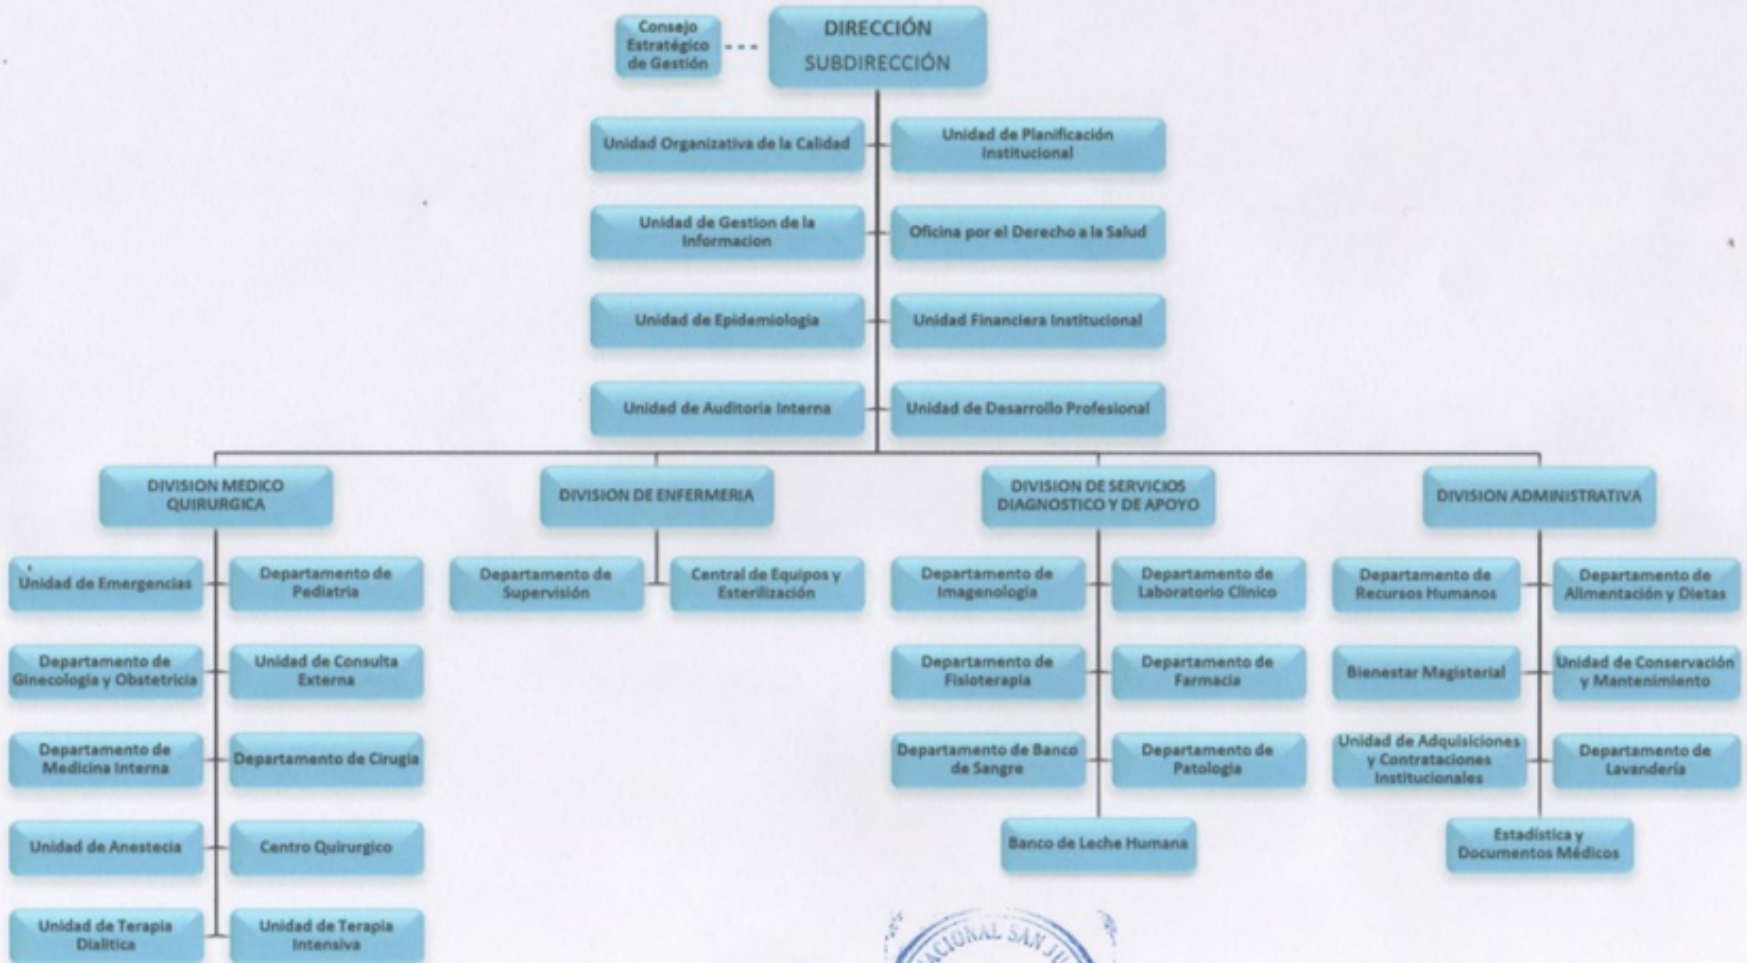 Consejo
Estratégico
de Gestión
DIRECCIÓN
SUBDIRECCIÓN
Unidad Organizativa de la Calidad
Unidad de Planificación
Institucional
Unidad de Gestion de la
Informacion
Oficina por el Derecho a la Salud
Unidad de Epidemiologia
Unidad Financiera Institucional
Unidad de Auditoria Interna
Unidad de Desarrollo Profesional
DIVISION MEDICO
QUIRURGICA
DIVISION DE ENFERMERIA
DIVISION DE SERVICIOS
DIAGNOSTICO Y DE APOYO
DIVISION ADMINISTRATIVA
Unidad de Emergencias
Departamento de
Pediatria
Departamento de
Ginecologia y Obstetricia
Unidad de Consulta
Externa
Departamento de
Medicina Interna
Departamento de Cirugia
Unidad de Anestecia
Centro Quirurgico
Unidad de Terapia
Dialitica
Unidad de Terapia
Intensiva
Departamento de
Supervisión
Central de Equipos y
Esterilización
Departamento de
Imagenologia
Departamento de
Laboratorio Clinico
Departamento de
Fisioterapia
Departamento de
Farmacia
Departamento de Banco
de Sangre
Departamento de
Patologia
Banco de Leche Humana
Departamento de
Recursos Humanos
Departamento de
Alimentación y Dietas
Bienestar Magisterial
Unidad de Conservación
y Mantenimiento
Unidad de Adquisiciones
y Contrataciones
Institucionales
Departamento de
Lavandería
Estadística y
Documentos Médicos
SAN